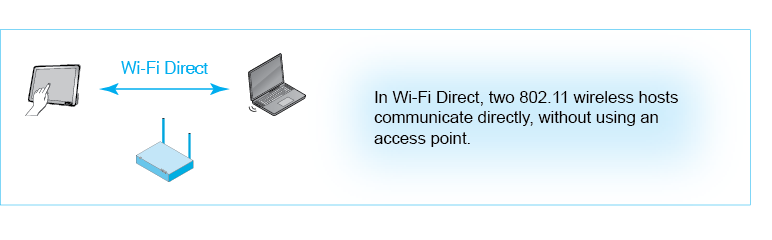 Wi-Fi Direct
In Wi-Fi Direct, two 802.11 wireless hosts
communicate directly, without using an
access point.